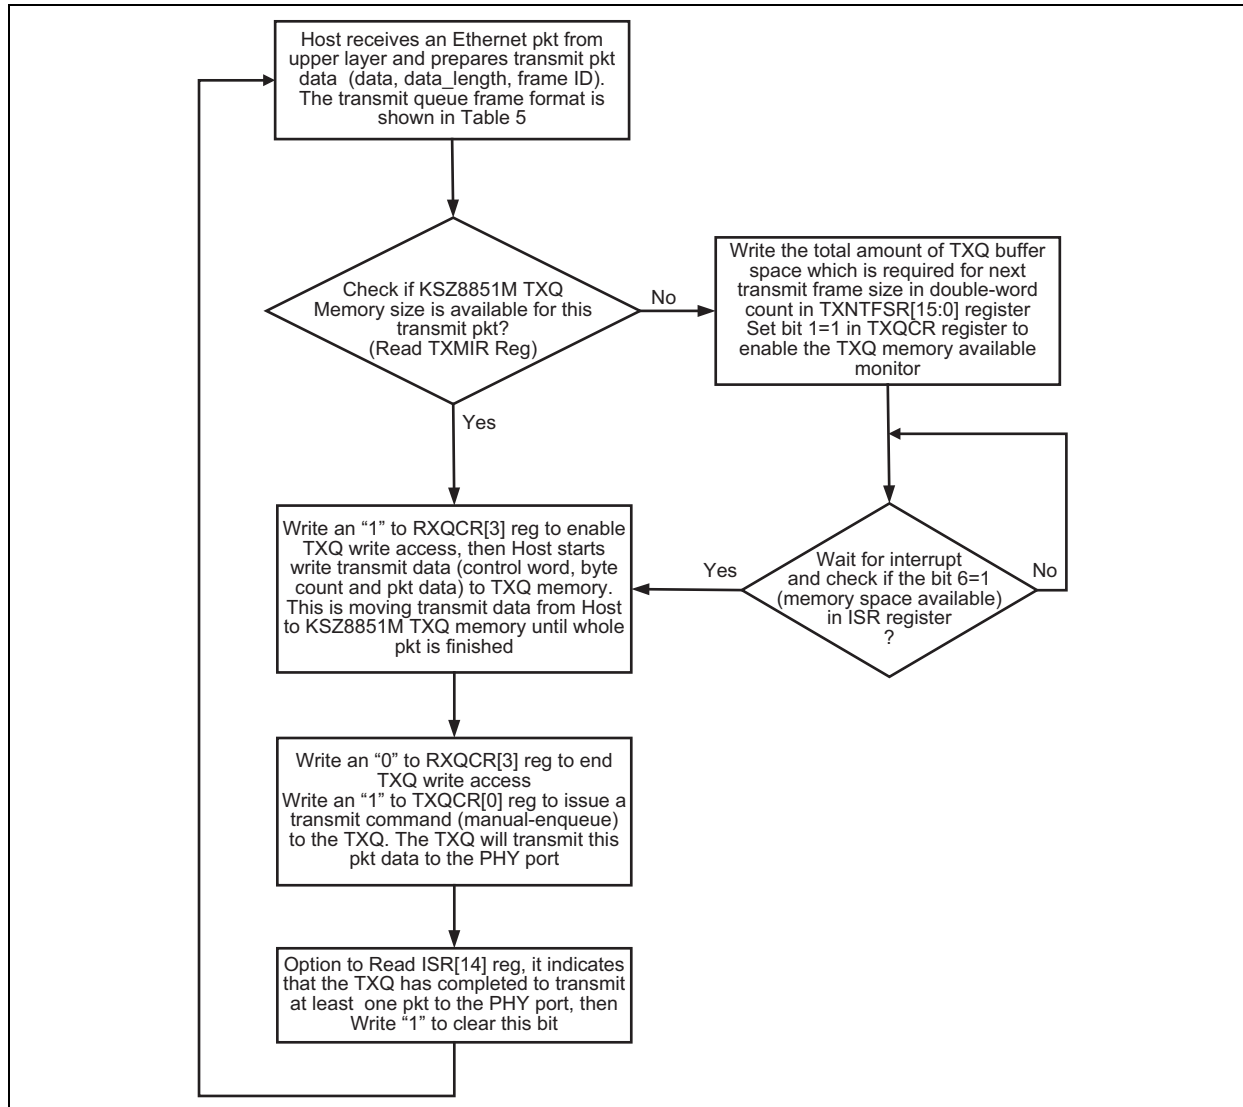 Host receives an Ethernet pkt from
upper layer and prepares transmit pkt
data (data, data_length, frame ID).
The transmit queue frame format is
shown in Table 5
Check if KSZ8851M TXQ
Memory size is available for this
transmit pkt?
(Read TXMIR Reg)
No
Write the total amount of TXQ buffer
space which is required for next
transmit frame size in double-word
count in TXNTFSR[15:0] register
Set bit 1=1 in TXQCR register to
enable the TXQ memory available
monitor
Yes
Wait for interrupt
and check if the bit 6=1
(memory space available)
in ISR register
?
No
Yes
Write an “1” to RXQCR[3] reg to enable
TXQ write access, then Host starts
write transmit data (control word, byte
count and pkt data) to TXQ memory.
This is moving transmit data from Host
to KSZ8851M TXQ memory until whole
pkt is finished
Write an “0” to RXQCR[3] reg to end
TXQ write access
Write an “1” to TXQCR[0] reg to issue a
transmit command (manual-enqueue)
to the TXQ. The TXQ will transmit this
pkt data to the PHY port
Option to Read ISR[14] reg, it indicates
that the TXQ has completed to transmit
at least one pkt to the PHY port, then
Write “1” to clear this bit